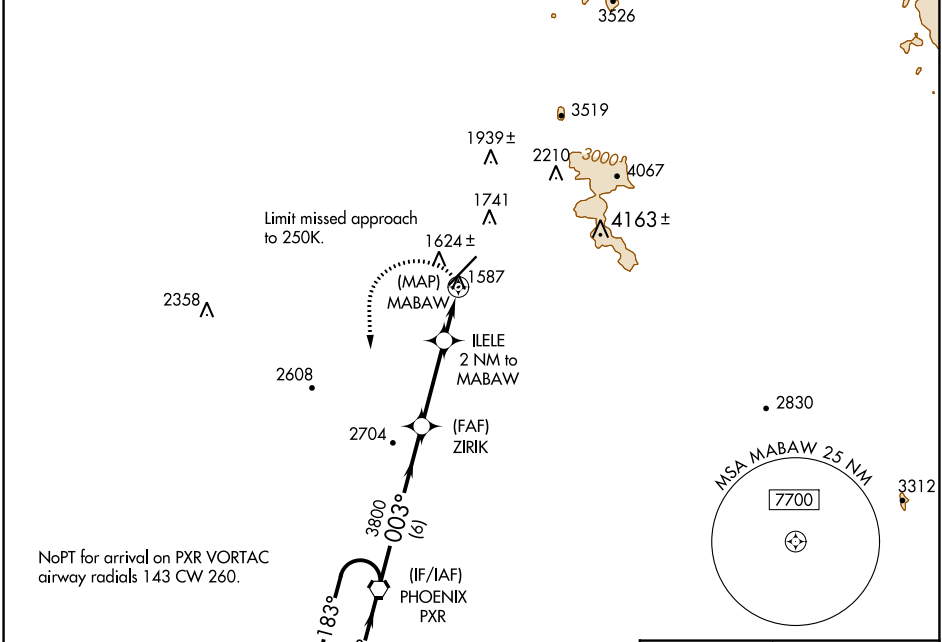 3526
3519
1939±
2210
3000
4067
1741
4163±
Limit missed approach
to 250K.
1624±
1587
(MAP)
MABAW
2358
ILELE
2 NM to
MABAW
2608
2830
(FAF)
ZIRIK
2704
MSA MABAW 25 NM
7700
3312
3800
003°
(6)
NoPT for arrival on PXR VORTAC
airway radials 143 CW 260.
(IF/IAF)
PHOENIX
PXR
183°